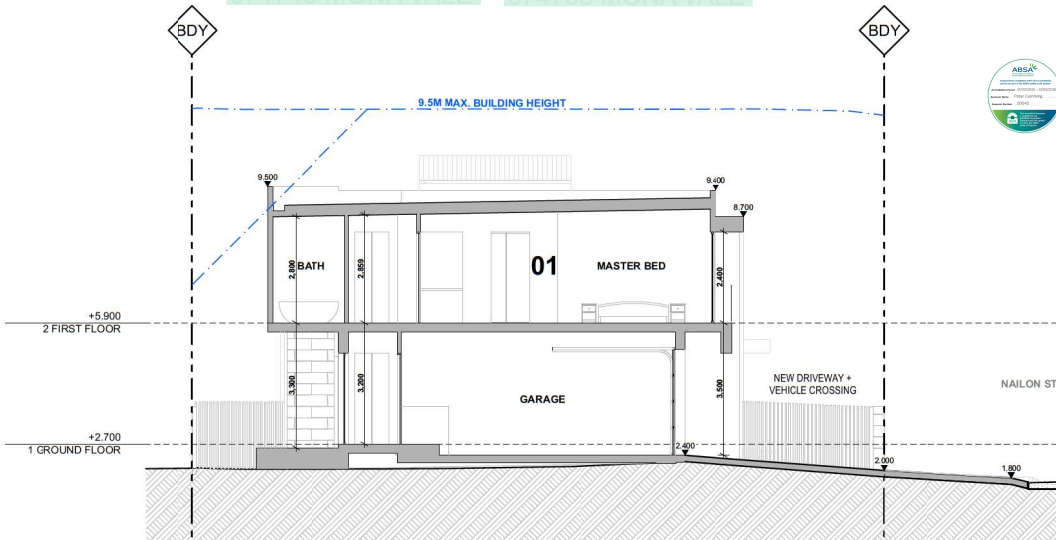 BDY
BDY
ABSA
9.5M MAX. BUILDING HEIGHT
9.500
9.400
8.700
2,800
BATH
2,859
01
MASTER BED
2,400
+5.900
2 FIRST FLOOR
3,300
3,200
GARAGE
3,500
NEW DRIVEWAY +
VEHICLE CROSSING
NAILON ST
+2.700
1 GROUND FLOOR
2.400
2.000
1.800